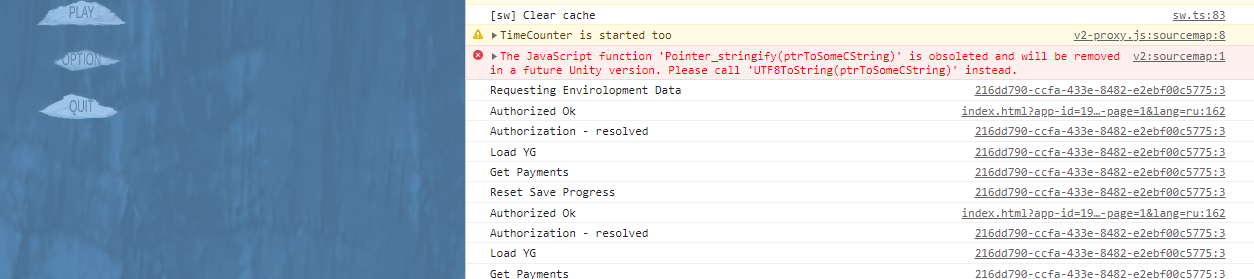 PLAY
OPTION
QUIT
[sw] Clear cache sw.ts:83
TimeCounter is started too v2-proxy.js:sourcemap:8
The JavaScript function 'Pointer_stringify(ptrToSomeCString)' is obsoleted and will be removed v2:sourcemap:1
in a future Unity version. Please call 'UTF8ToString(ptrToSomeCString)' instead.
Requesting Envirolopment Data 216dd790-ccfa-433e-8482-e2ebf00c5775:3
Authorized Ok index.html?app-id=19…-page=1&lang=ru:162
Authorization - resolved 216dd790-ccfa-433e-8482-e2ebf00c5775:3
Load YG 216dd790-ccfa-433e-8482-e2ebf00c5775:3
Get Payments 216dd790-ccfa-433e-8482-e2ebf00c5775:3
Reset Save Progress 216dd790-ccfa-433e-8482-e2ebf00c5775:3
Authorized Ok index.html?app-id=19…-page=1&lang=ru:162
Authorization - resolved 216dd790-ccfa-433e-8482-e2ebf00c5775:3
Load YG 216dd790-ccfa-433e-8482-e2ebf00c5775:3
Get Payments 216dd790-ccfa-433e-8482-e2ebf00c5775:3